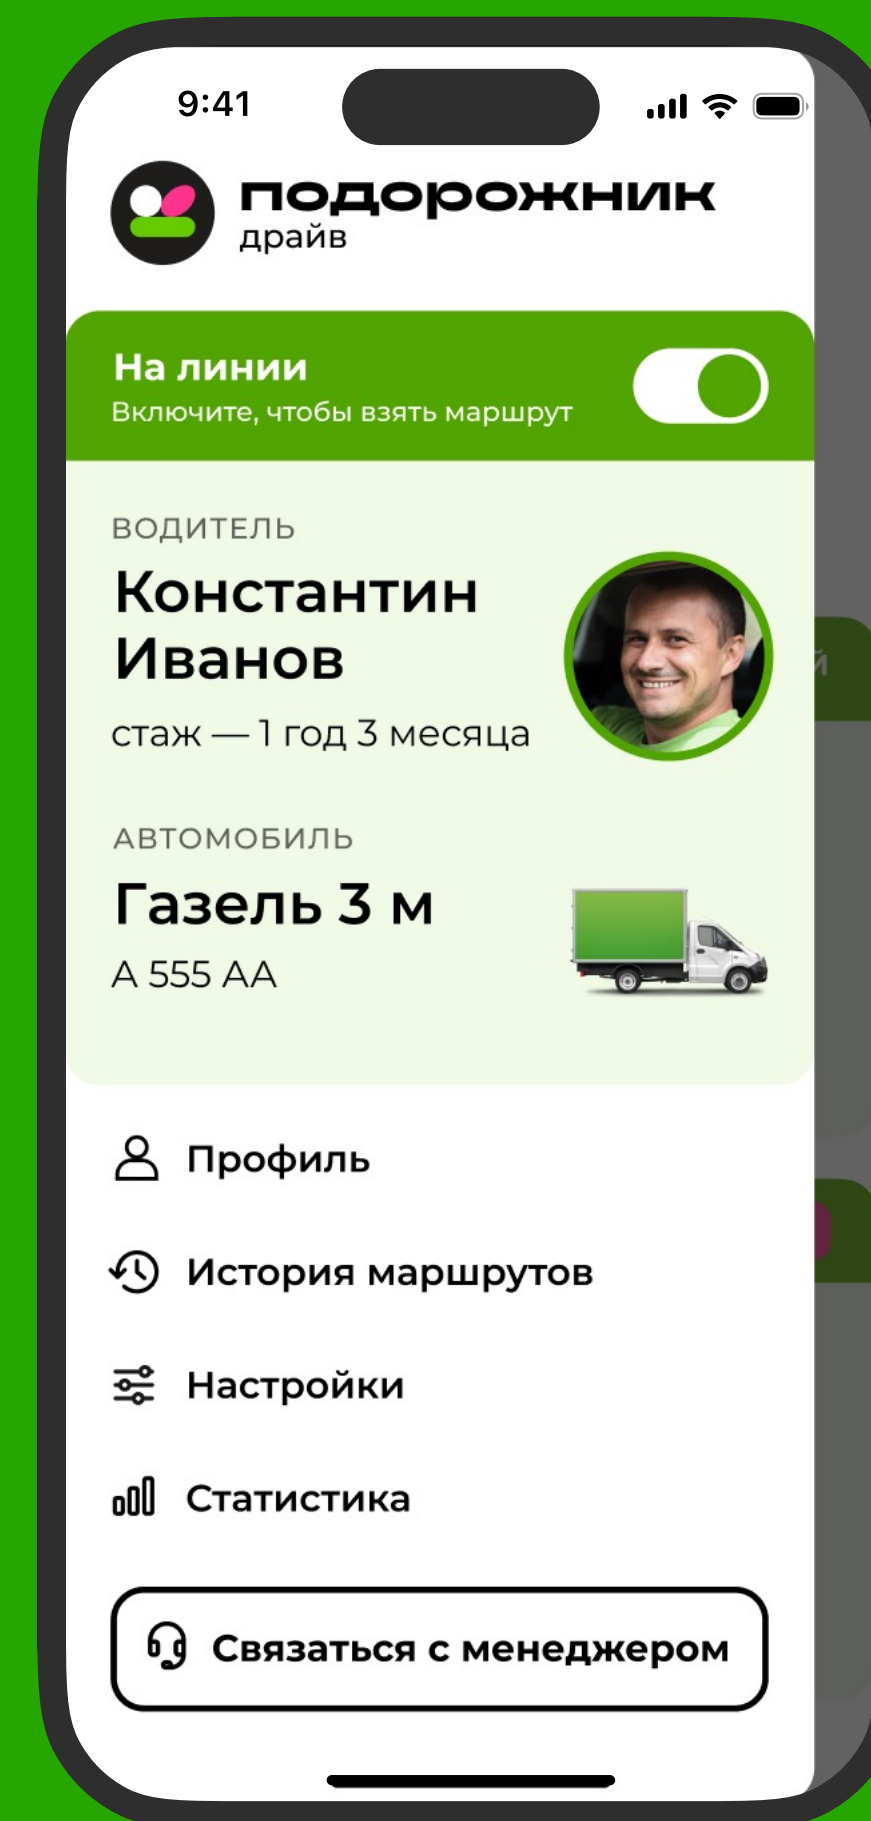 9:41
подорожник
драйв
На линии
Включите, чтобы взять маршрут
ВОДИТЕЛЬ
Константин
Иванов
стаж — 1 год 3 месяца
АВТОМОБИЛЬ
Газель 3 м
А 555 АА
Профиль
История маршрутов
Настройки
Статистика
Связаться с менеджером